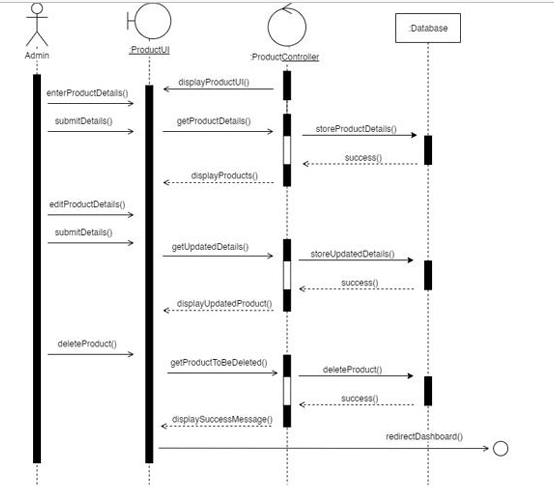 Admin
:ProductUI
:ProductController
:Database
displayProductUI()
enterProductDetails()
submitDetails()
getProductDetails()
storeProductDetails()
success()
displayProducts()
editProductDetails()
submitDetails()
getUpdatedDetails()
storeUpdatedDetails()
success()
displayUpdatedProduct()
deleteProduct()
getProductToBeDeleted()
deleteProduct()
success()
displaySuccessMessage()
redirectDashboard()